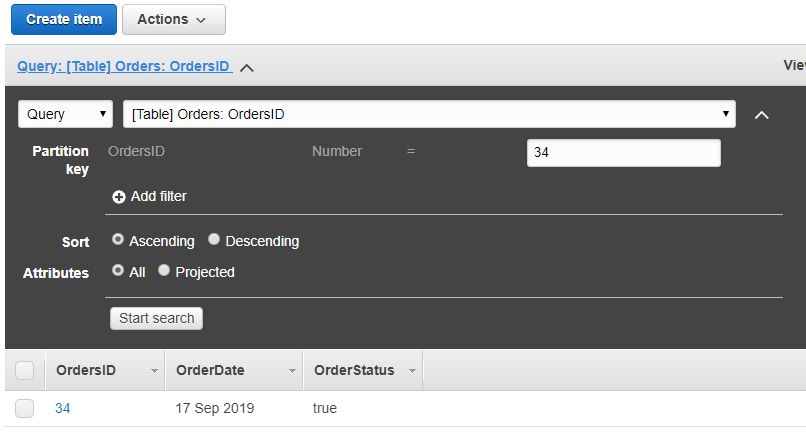 Create item Actions
Query: [Table] Orders: OrdersID Vie
Query [Table] Orders: OrdersID
Partition key OrdersID Number = 34
Add filter
Sort Ascending Descending
Attributes All Projected
Start search
OrdersID OrderDate OrderStatus
34 17 Sep 2019 true